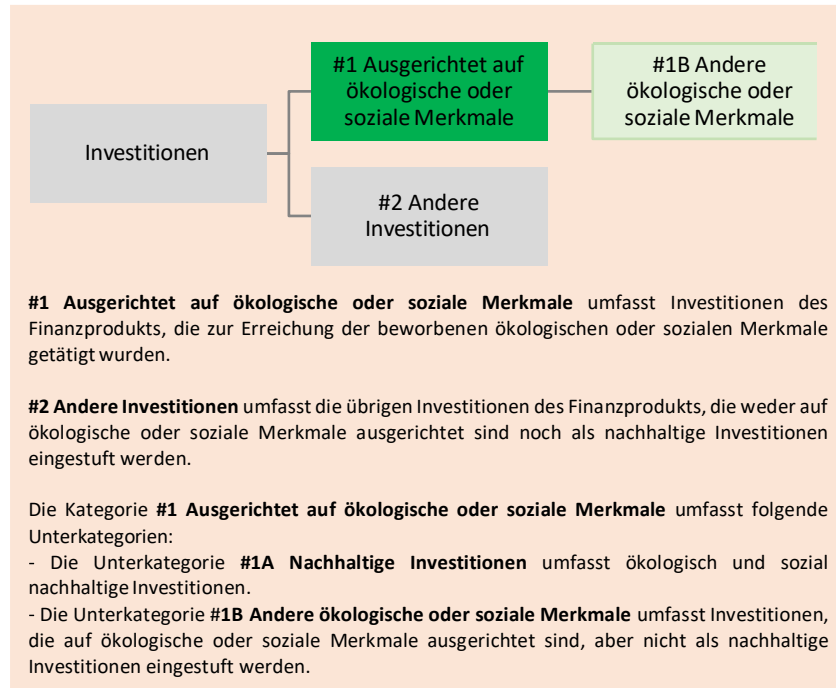 #1 Ausgerichtet auf
ökologische oder
soziale Merkmale
#1B Andere
ökologische oder
soziale Merkmale
Investitionen
#2 Andere
Investitionen
#1 Ausgerichtet auf ökologische oder soziale Merkmale umfasst Investitionen des
Finanzprodukts, die zur Erreichung der beworbenen ökologischen oder sozialen Merkmale
getätigt wurden.
#2 Andere Investitionen umfasst die übrigen Investitionen des Finanzprodukts, die weder auf
ökologische oder soziale Merkmale ausgerichtet sind noch als nachhaltige Investitionen
eingestuft werden.
Die Kategorie #1 Ausgerichtet auf ökologische oder soziale Merkmale umfasst folgende
Unterkategorien:
- Die Unterkategorie #1A Nachhaltige Investitionen umfasst ökologisch und sozial
nachhaltige Investitionen.
- Die Unterkategorie #1B Andere ökologische oder soziale Merkmale umfasst Investitionen,
die auf ökologische oder soziale Merkmale ausgerichtet sind, aber nicht als nachhaltige
Investitionen eingestuft werden.